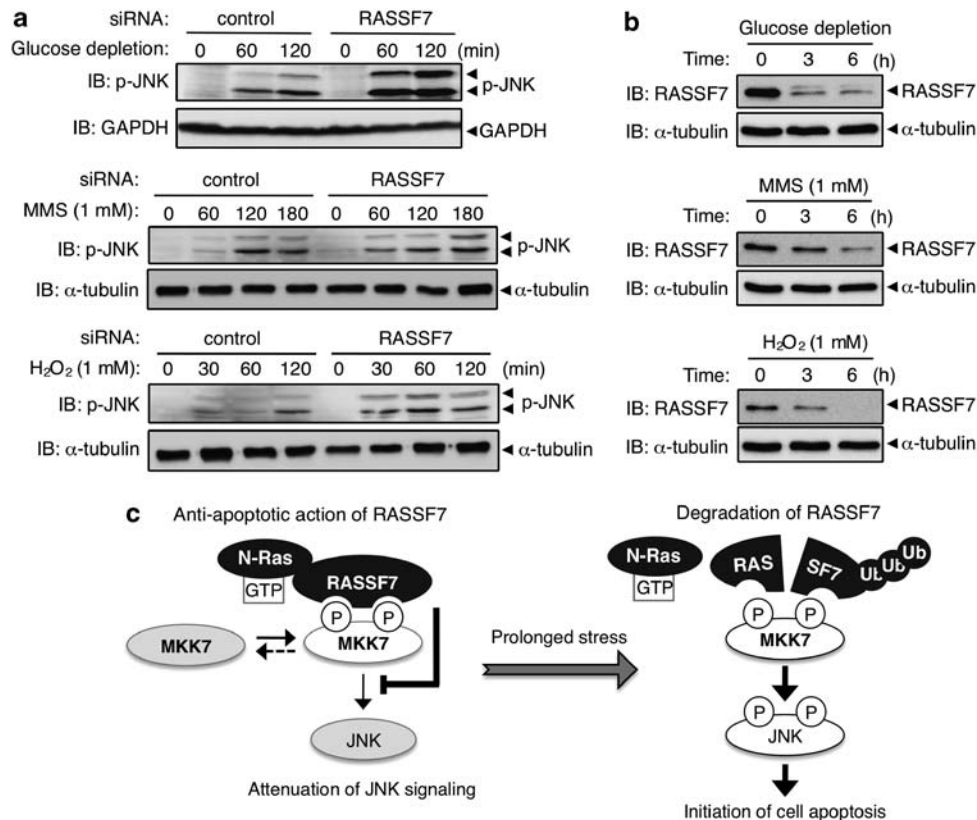 a
siRNA: control RASSF7
Glucose depletion: 0 60 120 0 60 120 (min)
IB: p-JNK p-JNK
IB: GAPDH GAPDH
siRNA: control RASSF7
MMS (1 mM): 0 60 120 180 0 60 120 180
IB: p-JNK p-JNK
IB: α-tubulin α-tubulin
siRNA: control RASSF7
H₂O₂ (1 mM): 0 30 60 120 0 30 60 120 (min)
IB: p-JNK p-JNK
IB: α-tubulin α-tubulin
b
Glucose depletion
Time: 0 3 6 (h)
IB: RASSF7 RASSF7
IB: α-tubulin α-tubulin
MMS (1 mM)
Time: 0 3 6 (h)
IB: RASSF7 RASSF7
IB: α-tubulin α-tubulin
H₂O₂ (1 mM)
Time: 0 3 6 (h)
IB: RASSF7 RASSF7
IB: α-tubulin α-tubulin
c
Anti-apoptotic action of RASSF7
N-Ras
GTP
RASSF7
P P
MKK7 MKK7
JNK
Attenuation of JNK signaling
Prolonged stress
Degradation of RASSF7
N-Ras
GTP
RAS SF7 Ub Ub Ub
P P
MKK7
P P
JNK
Initiation of cell apoptosis